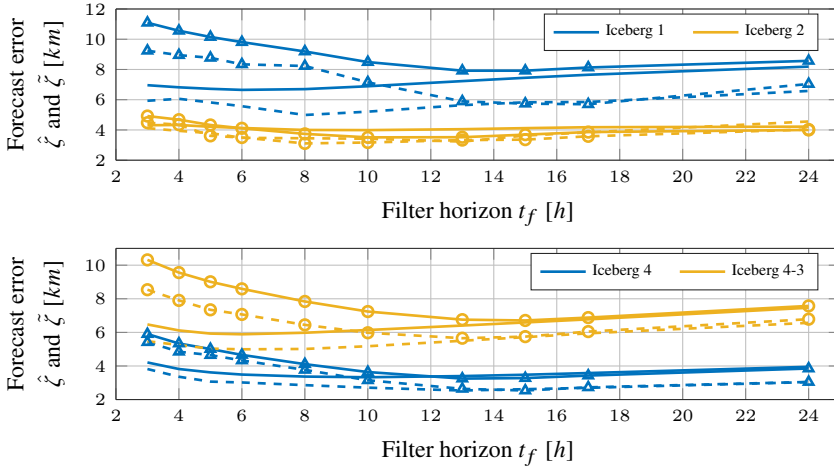 Forecast error
ζ̂ and ζ̃ [km]
12
10
8
6
4
2
Iceberg 1 Iceberg 2
2 4 6 8 10 12 14 16 18 20 22 24
Filter horizon t_f [h]
Forecast error
ζ̂ and ζ̃ [km]
10
8
6
4
2
Iceberg 4 Iceberg 4-3
2 4 6 8 10 12 14 16 18 20 22 24
Filter horizon t_f [h]